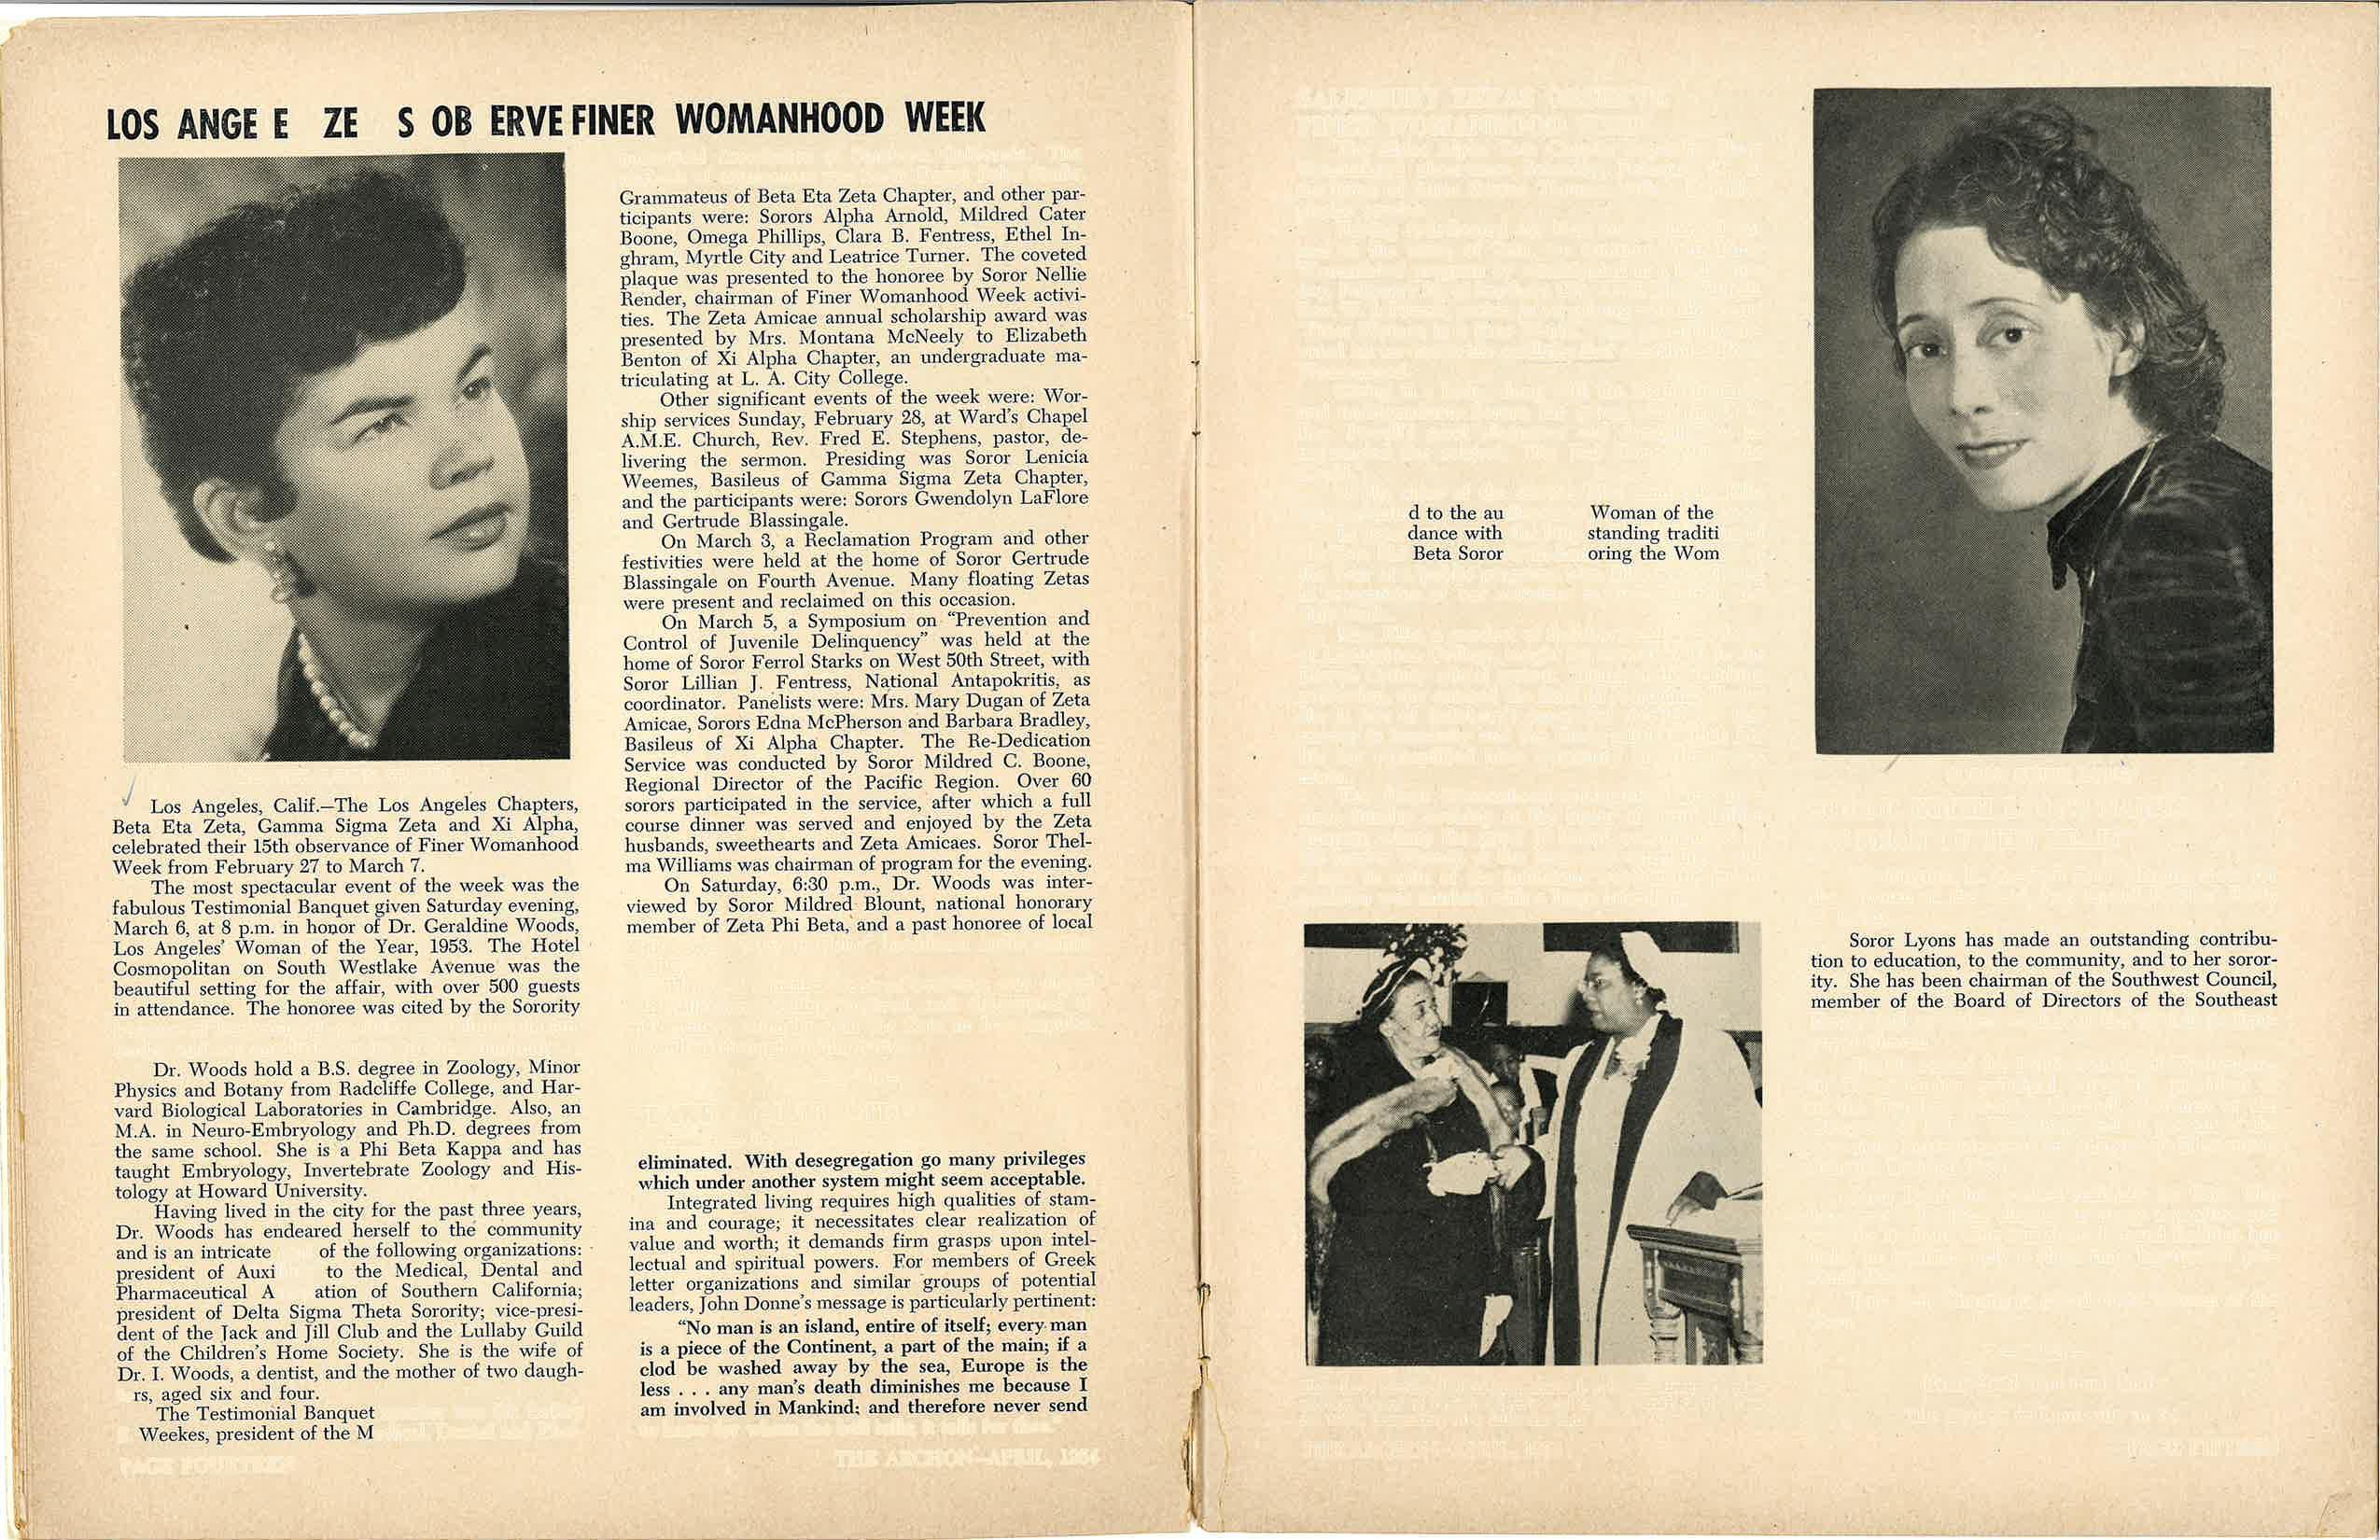 LOS ANGE E ZE S OB ERVE FINER WOMANHOOD WEEK
Los Angeles, Calif.—The Los Angeles Chapters,
Beta Eta Zeta, Gamma Sigma Zeta and Xi Alpha,
celebrated their 15th observance of Finer Womanhood
Week from February 27 to March 7.
The most spectacular event of the week was the
fabulous Testimonial Banquet given Saturday evening,
March 6, at 8 p.m. in honor of Dr. Geraldine Woods,
Los Angeles' Woman of the Year, 1953. The Hotel
Cosmopolitan on South Westlake Avenue was the
beautiful setting for the affair, with over 500 guests
in attendance. The honoree was cited by the Sorority
Dr. Woods hold a B.S. degree in Zoology, Minor
Physics and Botany from Radcliffe College, and Har-
vard Biological Laboratories in Cambridge. Also, an
M.A. in Neuro-Embryology and Ph.D. degrees from
the same school. She is a Phi Beta Kappa and has
taught Embryology, Invertebrate Zoology and His-
tology at Howard University.
Having lived in the city for the past three years,
Dr. Woods has endeared herself to the community
and is an intricate of the following organizations:
president of Auxi to the Medical, Dental and
Pharmaceutical A ation of Southern California;
president of Delta Sigma Theta Sorority; vice-presi-
dent of the Jack and Jill Club and the Lullaby Guild
of the Children's Home Society. She is the wife of
Dr. I. Woods, a dentist, and the mother of two daugh-
rs, aged six and four.
The Testimonial Banquet
Weekes, president of the M
Grammateus of Beta Eta Zeta Chapter, and other par-
ticipants were: Sorors Alpha Arnold, Mildred Cater
Boone, Omega Phillips, Clara B. Fentress, Ethel In-
ghram, Myrtle City and Leatrice Turner. The coveted
plaque was presented to the honoree by Soror Nellie
Render, chairman of Finer Womanhood Week activi-
ties. The Zeta Amicae annual scholarship award was
presented by Mrs. Montana McNeely to Elizabeth
Benton of Xi Alpha Chapter, an undergraduate ma-
triculating at L. A. City College.
Other significant events of the week were: Wor-
ship services Sunday, February 28, at Ward's Chapel
A.M.E. Church, Rev. Fred E. Stephens, pastor, de-
livering the sermon. Presiding was Soror Lenicia
Weemes, Basileus of Gamma Sigma Zeta Chapter,
and the participants were: Sorors Gwendolyn LaFlore
and Gertrude Blassingale.
On March 3, a Reclamation Program and other
festivities were held at the home of Soror Gertrude
Blassingale on Fourth Avenue. Many floating Zetas
were present and reclaimed on this occasion.
On March 5, a Symposium on "Prevention and
Control of Juvenile Delinquency" was held at the
home of Soror Ferrol Starks on West 50th Street, with
Soror Lillian J. Fentress, National Antapokritis, as
coordinator. Panelists were: Mrs. Mary Dugan of Zeta
Amicae, Sorors Edna McPherson and Barbara Bradley,
Basileus of Xi Alpha Chapter. The Re-Dedication
Service was conducted by Soror Mildred C. Boone,
Regional Director of the Pacific Region. Over 60
sorors participated in the service, after which a full
course dinner was served and enjoyed by the Zeta
husbands, sweethearts and Zeta Amicaes. Soror Thel-
ma Williams was chairman of program for the evening.
On Saturday, 6:30 p.m., Dr. Woods was inter-
viewed by Soror Mildred Blount, national honorary
member of Zeta Phi Beta, and a past honoree of local
eliminated. With desegregation go many privileges
which under another system might seem acceptable.
Integrated living requires high qualities of stam-
ina and courage; it necessitates clear realization of
value and worth; it demands firm grasps upon intel-
lectual and spiritual powers. For members of Greek
letter organizations and similar groups of potential
leaders, John Donne's message is particularly pertinent:
"No man is an island, entire of itself; every man
is a piece of the Continent, a part of the main; if a
clod be washed away by the sea, Europe is the
less . . . any man's death diminishes me because I
am involved in Mankind; and therefore never send
PAGE FOURTEEN
THE ARCHON—APRIL, 1954
d to the au Woman of the
dance with standing traditi
Beta Soror oring the Wom
Soror Lyons has made an outstanding contribu-
tion to education, to the community, and to her soror-
ity. She has been chairman of the Southwest Council,
member of the Board of Directors of the Southeast